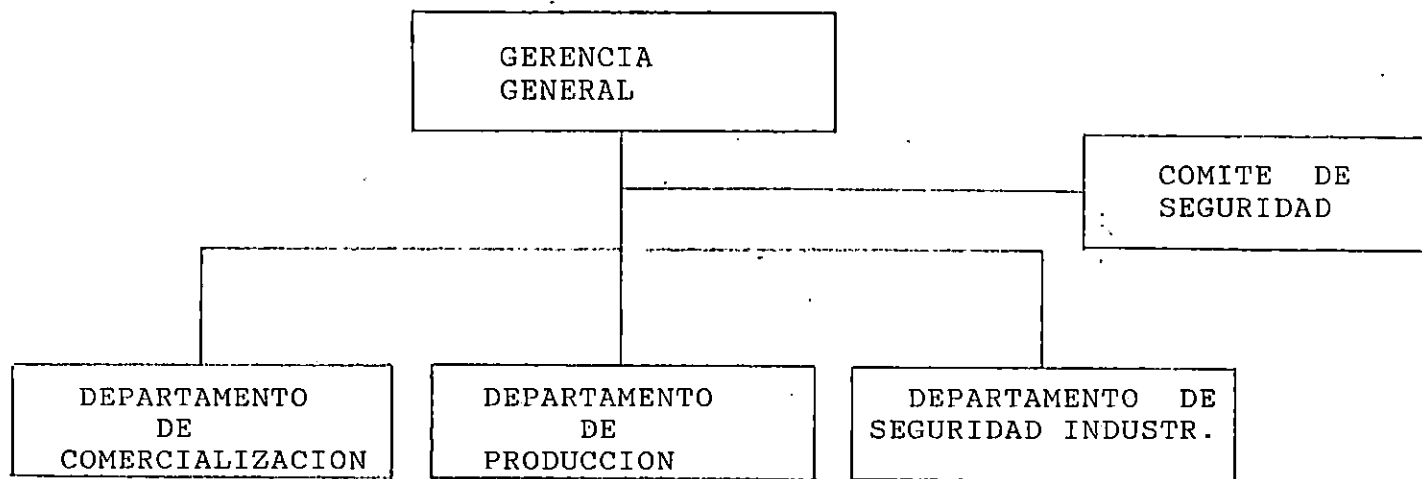 GERENCIA
GENERAL
COMITE DE
SEGURIDAD
DEPARTAMENTO
DE
COMERCIALIZACION
DEPARTAMENTO
DE
PRODUCCION
DEPARTAMENTO DE
SEGURIDAD INDUSTR.